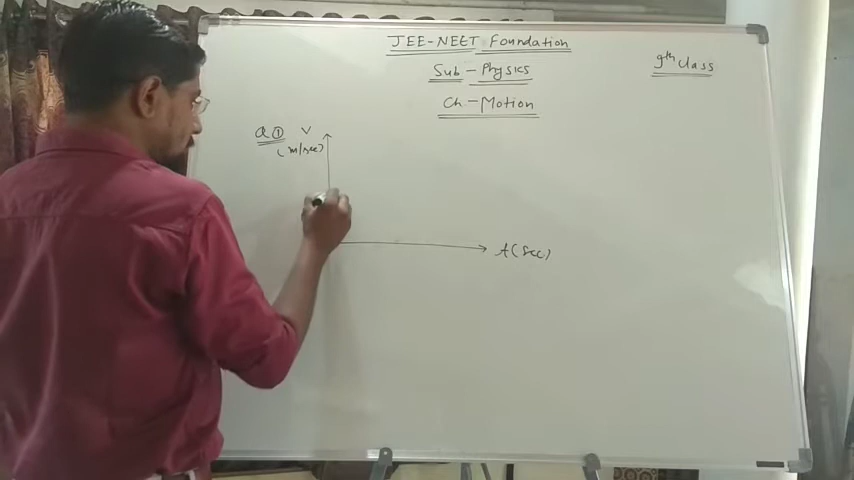 JEE-NEET Foundation
9th Class
Sub - Physics
Ch - Motion
Q① V
(m/sec)
t(sec)